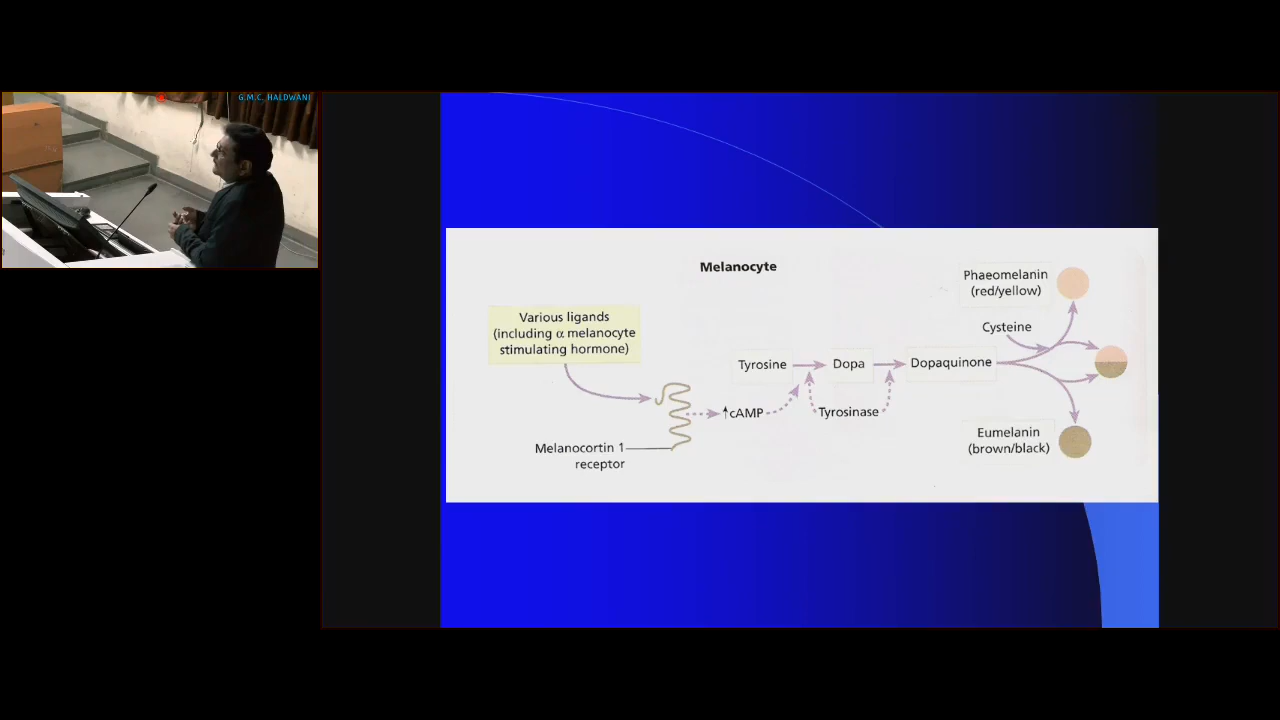 G.M.C. HALDWANI
Melanocyte
Various ligands
(including α melanocyte
stimulating hormone)
Melanocortin 1
receptor
↑cAMP
Tyrosine
Dopa
Dopaquinone
Tyrosinase
Cysteine
Phaeomelanin
(red/yellow)
Eumelanin
(brown/black)